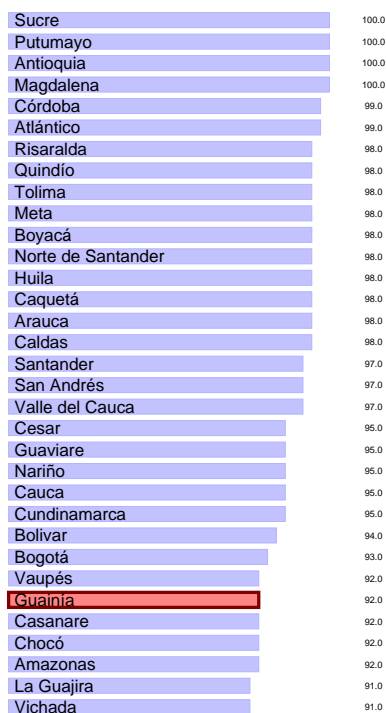 Sucre 100.0
Putumayo 100.0
Antioquia 100.0
Magdalena 100.0
Córdoba 99.0
Atlántico 99.0
Risaralda 98.0
Quindío 98.0
Tolima 98.0
Meta 98.0
Boyacá 98.0
Norte de Santander 98.0
Huila 98.0
Caquetá 98.0
Arauca 98.0
Caldas 98.0
Santander 97.0
San Andrés 97.0
Valle del Cauca 97.0
Cesar 95.0
Guaviare 95.0
Nariño 95.0
Cauca 95.0
Cundinamarca 95.0
Bolivar 94.0
Bogotá 93.0
Vaupés 92.0
Guainía 92.0
Casanare 92.0
Chocó 92.0
Amazonas 92.0
La Guajira 91.0
Vichada 91.0